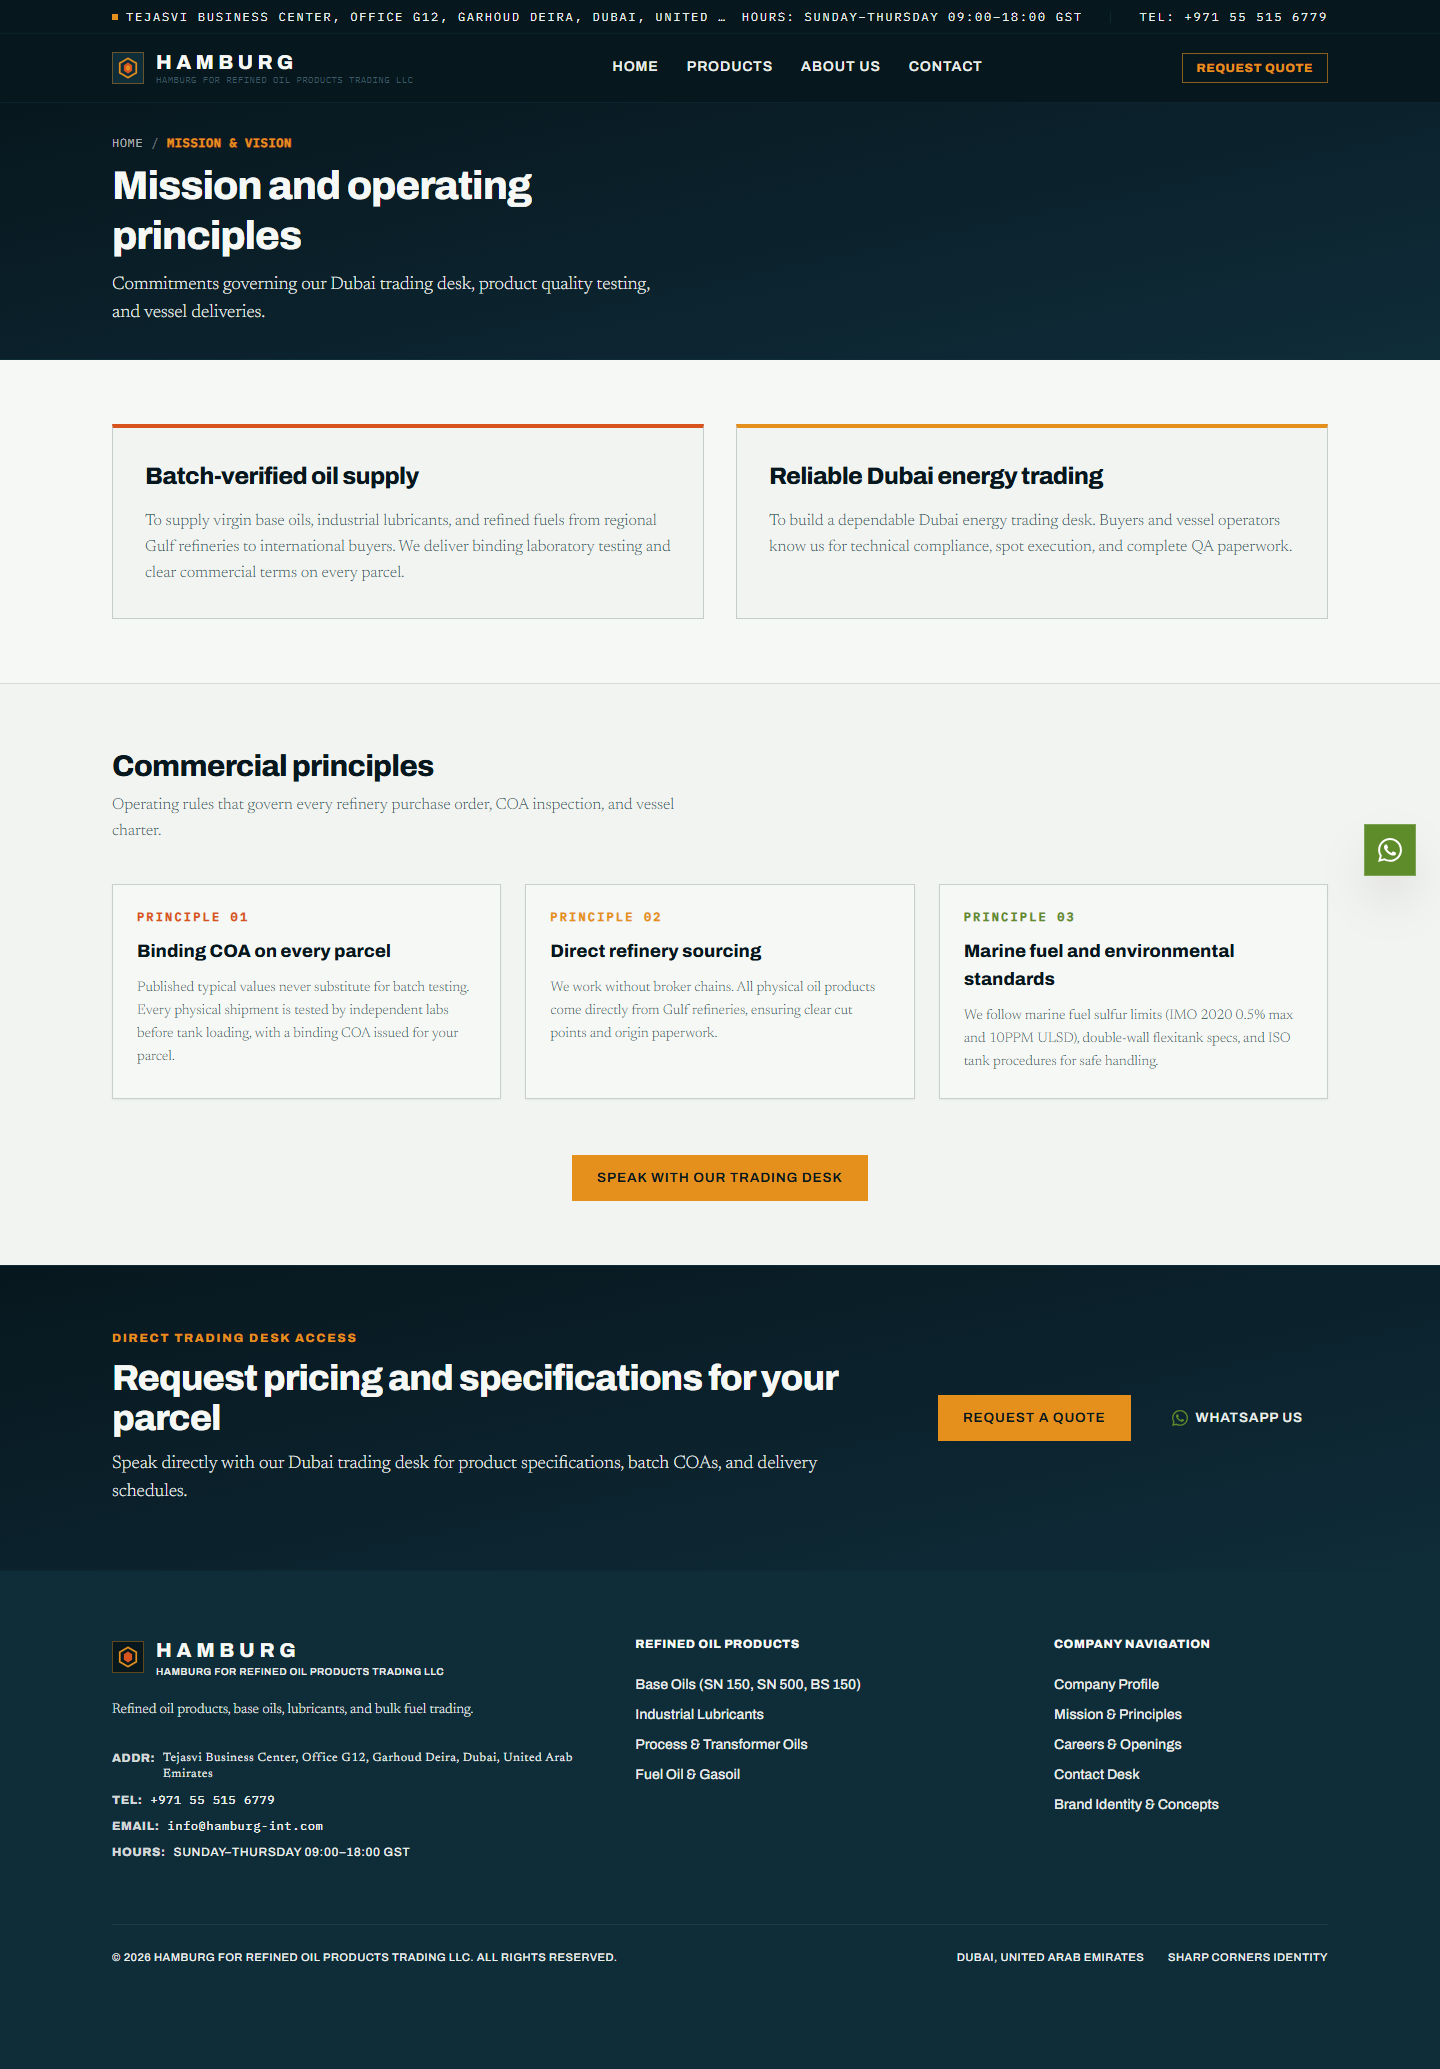 TEJASVI BUSINESS CENTER, OFFICE G12, GARHOUD DEIRA, DUBAI, UNITED …
HOURS: SUNDAY–THURSDAY 09:00–18:00 GST
TEL: +971 55 515 6779
HAMBURG
HAMBURG FOR REFINED OIL PRODUCTS TRADING LLC
HOME
PRODUCTS
ABOUT US
CONTACT
REQUEST QUOTE
HOME / MISSION & VISION
Mission and operating
principles
Commitments governing our Dubai trading desk, product quality testing,
and vessel deliveries.
Batch-verified oil supply
To supply virgin base oils, industrial lubricants, and refined fuels from regional
Gulf refineries to international buyers. We deliver binding laboratory testing and
clear commercial terms on every parcel.
Reliable Dubai energy trading
To build a dependable Dubai energy trading desk. Buyers and vessel operators
know us for technical compliance, spot execution, and complete QA paperwork.
Commercial principles
Operating rules that govern every refinery purchase order, COA inspection, and vessel
charter.
PRINCIPLE 01
Binding COA on every parcel
Published typical values never substitute for batch testing.
Every physical shipment is tested by independent labs
before tank loading, with a binding COA issued for your
parcel.
PRINCIPLE 02
Direct refinery sourcing
We work without broker chains. All physical oil products
come directly from Gulf refineries, ensuring clear cut
points and origin paperwork.
PRINCIPLE 03
Marine fuel and environmental
standards
We follow marine fuel sulfur limits (IMO 2020 0.5% max
and 10PPM ULSD), double-wall flexitank specs, and ISO
tank procedures for safe handling.
SPEAK WITH OUR TRADING DESK
DIRECT TRADING DESK ACCESS
Request pricing and specifications for your
parcel
Speak directly with our Dubai trading desk for product specifications, batch COAs, and delivery
schedules.
REQUEST A QUOTE
WHATSAPP US
HAMBURG
HAMBURG FOR REFINED OIL PRODUCTS TRADING LLC
Refined oil products, base oils, lubricants, and bulk fuel trading.
ADDR: Tejasvi Business Center, Office G12, Garhoud Deira, Dubai, United Arab
Emirates
TEL: +971 55 515 6779
EMAIL: info@hamburg-int.com
HOURS: SUNDAY–THURSDAY 09:00–18:00 GST
REFINED OIL PRODUCTS
Base Oils (SN 150, SN 500, BS 150)
Industrial Lubricants
Process & Transformer Oils
Fuel Oil & Gasoil
COMPANY NAVIGATION
Company Profile
Mission & Principles
Careers & Openings
Contact Desk
Brand Identity & Concepts
© 2026 HAMBURG FOR REFINED OIL PRODUCTS TRADING LLC. ALL RIGHTS RESERVED.
DUBAI, UNITED ARAB EMIRATES
SHARP CORNERS IDENTITY